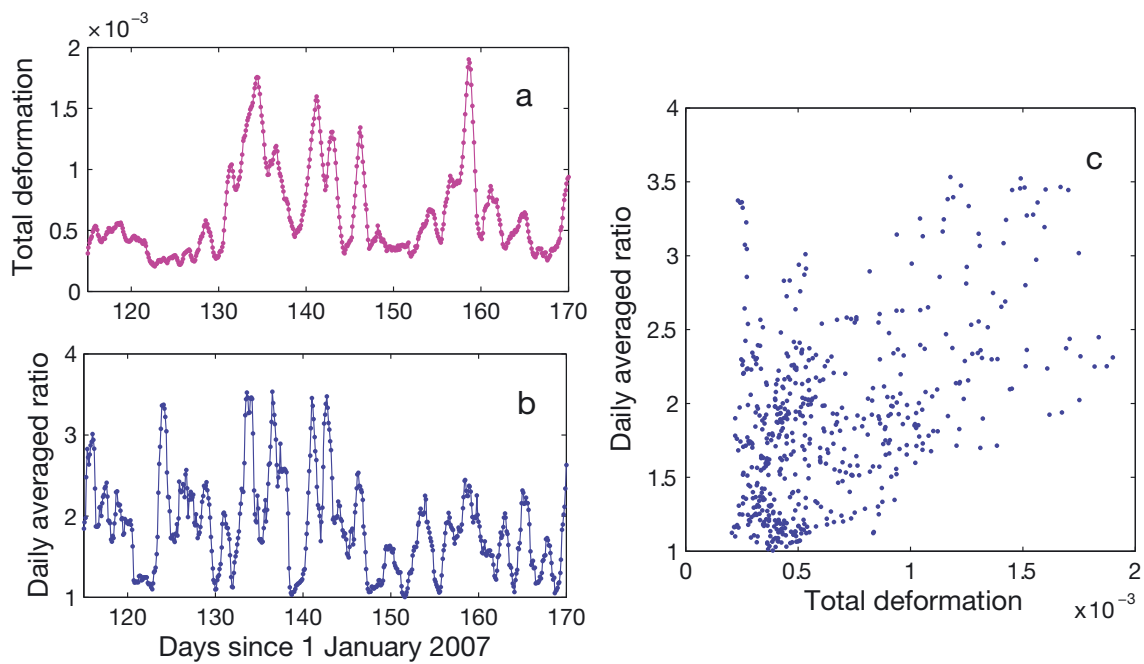 ×10⁻³
2
1.5
1
0.5
0
Total deformation
a
120 130 140 150 160 170
4
3
2
1
Daily averaged ratio
b
120 130 140 150 160 170
Days since 1 January 2007
4
3.5
3
2.5
2
1.5
1
Daily averaged ratio
c
0 0.5 1 1.5 2
Total deformation
x10⁻³